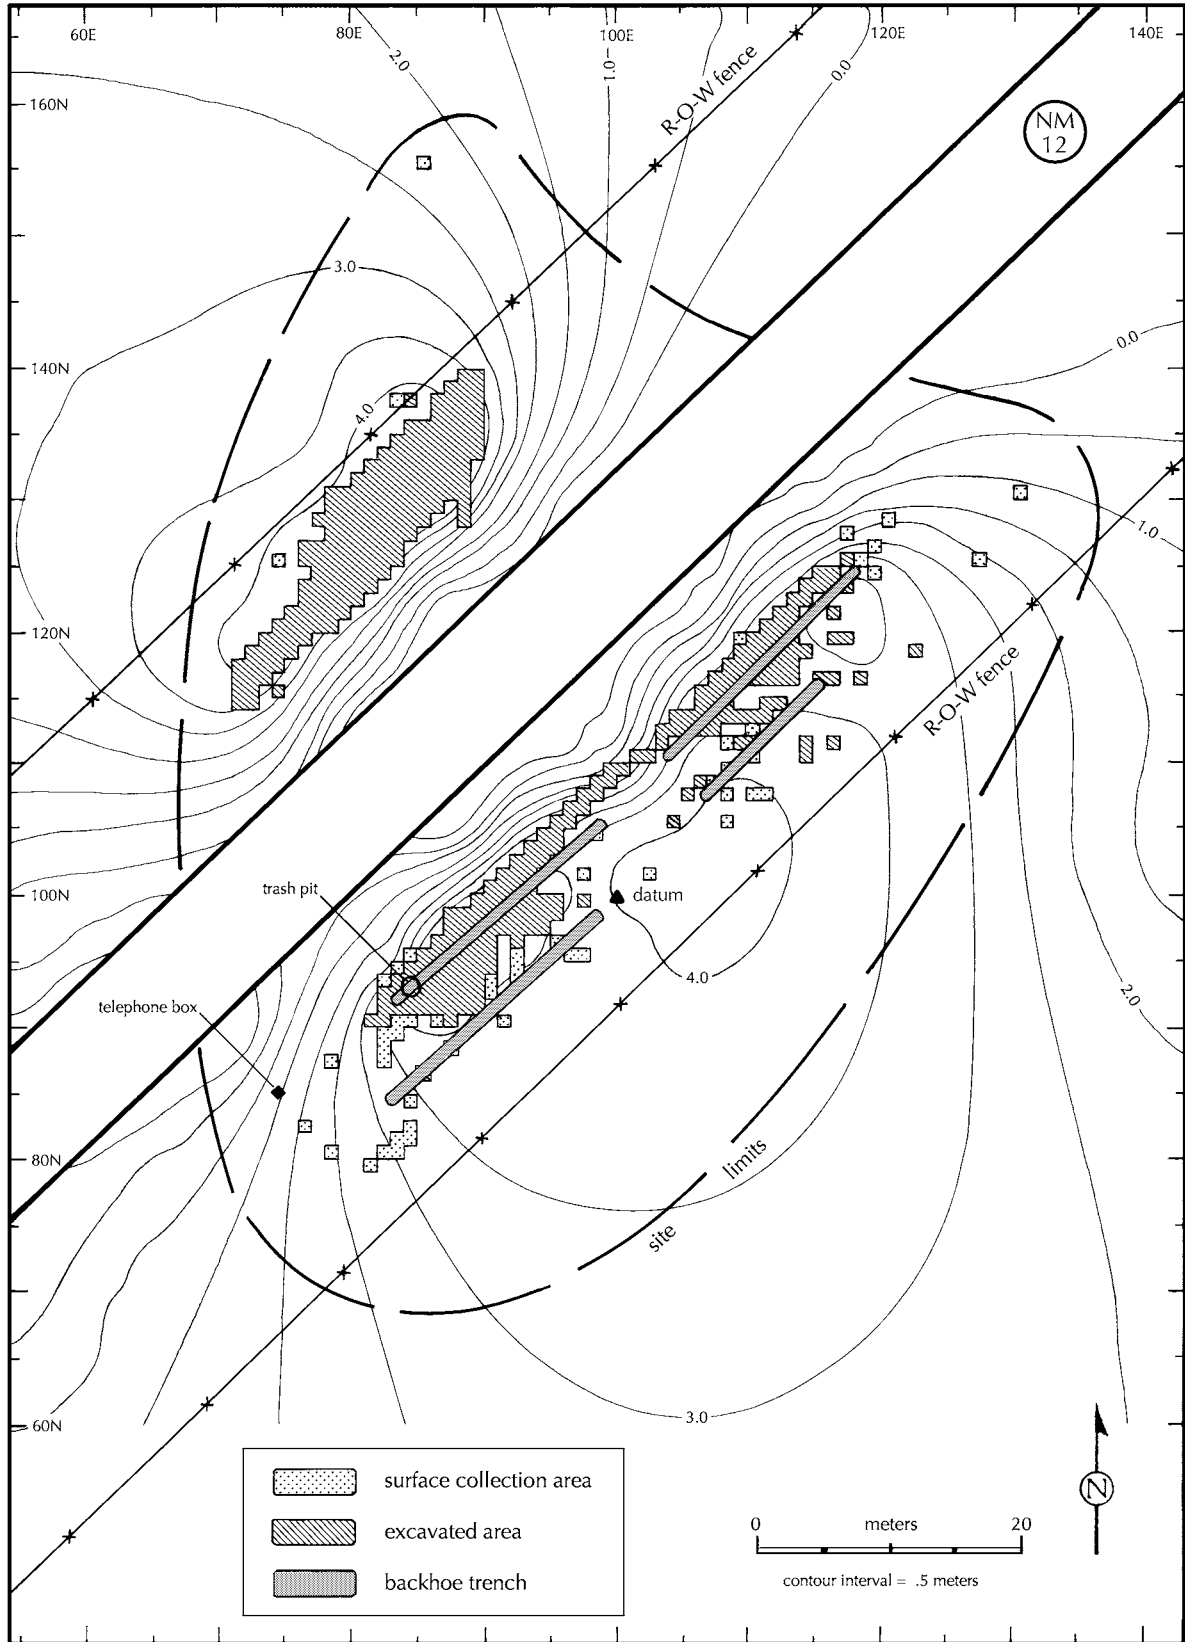 60E
80E
100E
120E
140E
160N
140N
120N
100N
80N
60N
2.0
1.0
0.0
R-O-W fence
NM
12
3.0
4.0
0.0
1.0
R-O-W fence
trash pit
datum
4.0
telephone box
2.0
limits
site
3.0
surface collection area
excavated area
backhoe trench
0 meters 20
contour interval = .5 meters
N